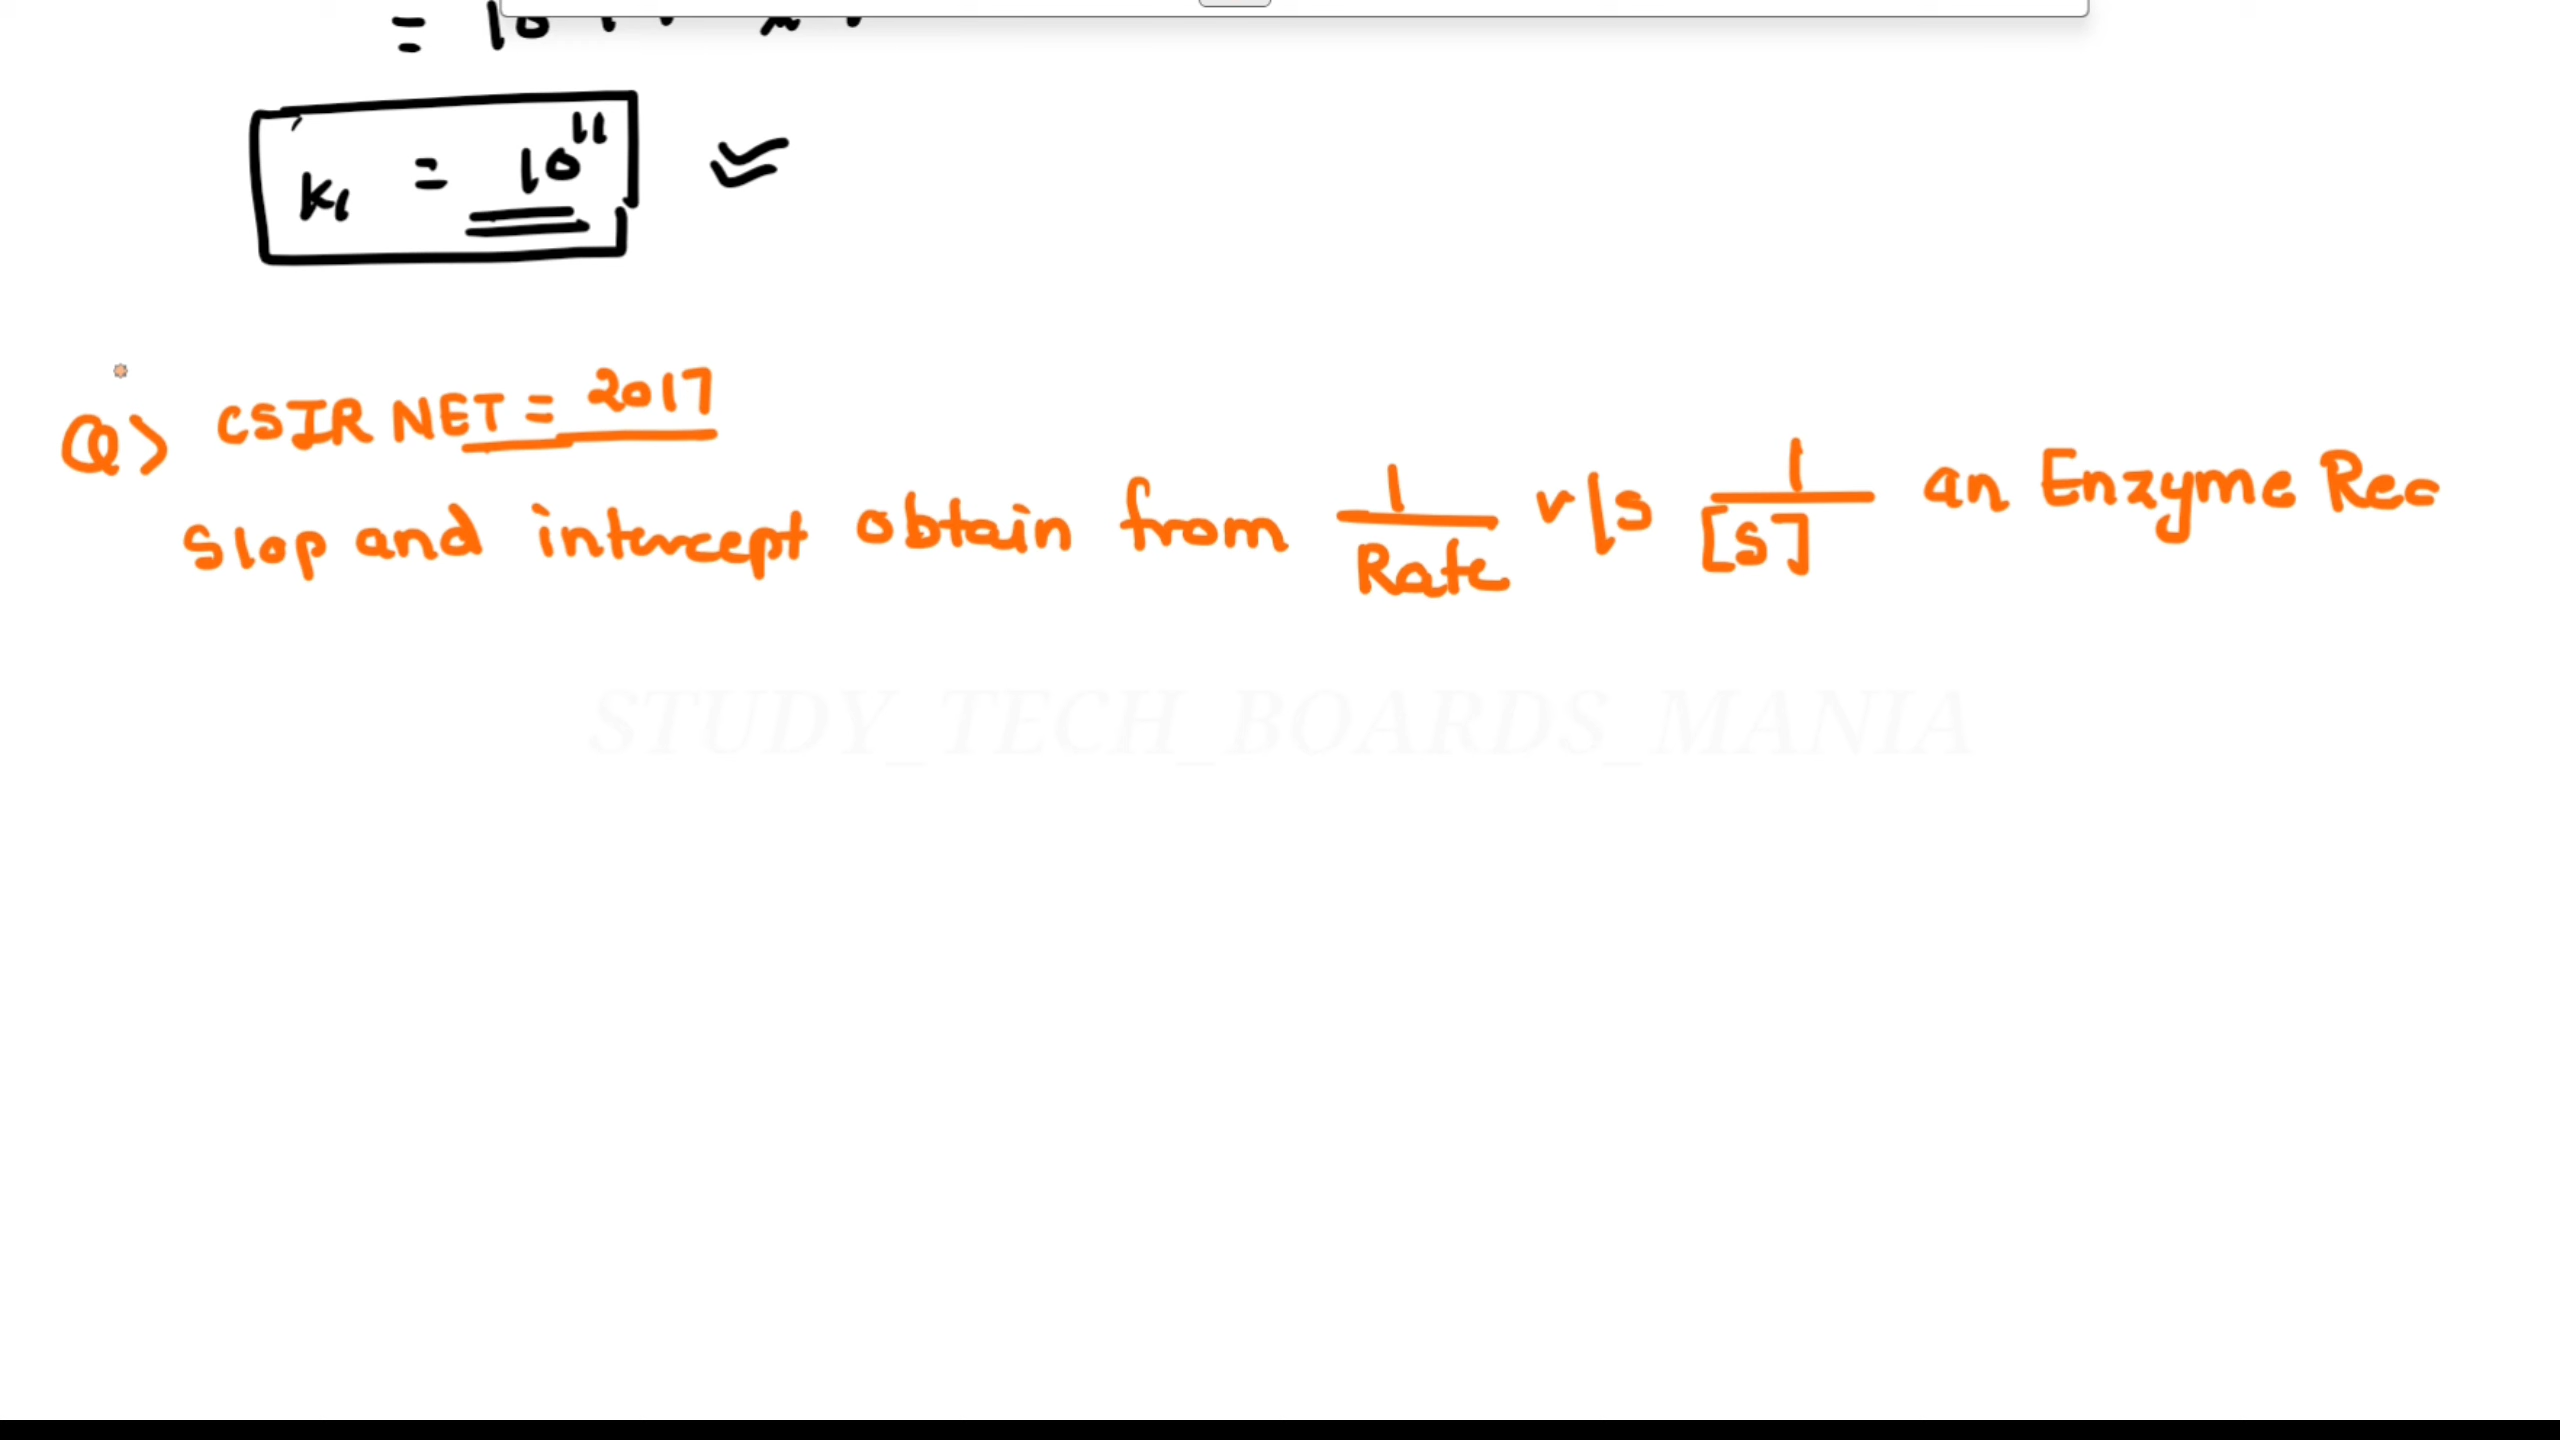 K₁ = 10¹¹
Q> CSIR NET = 2017
Slop and intercept obtain from 1/Rate v/s 1/[S] an Enzyme Rec
STUDY_TECH_BOARDS_MANIA